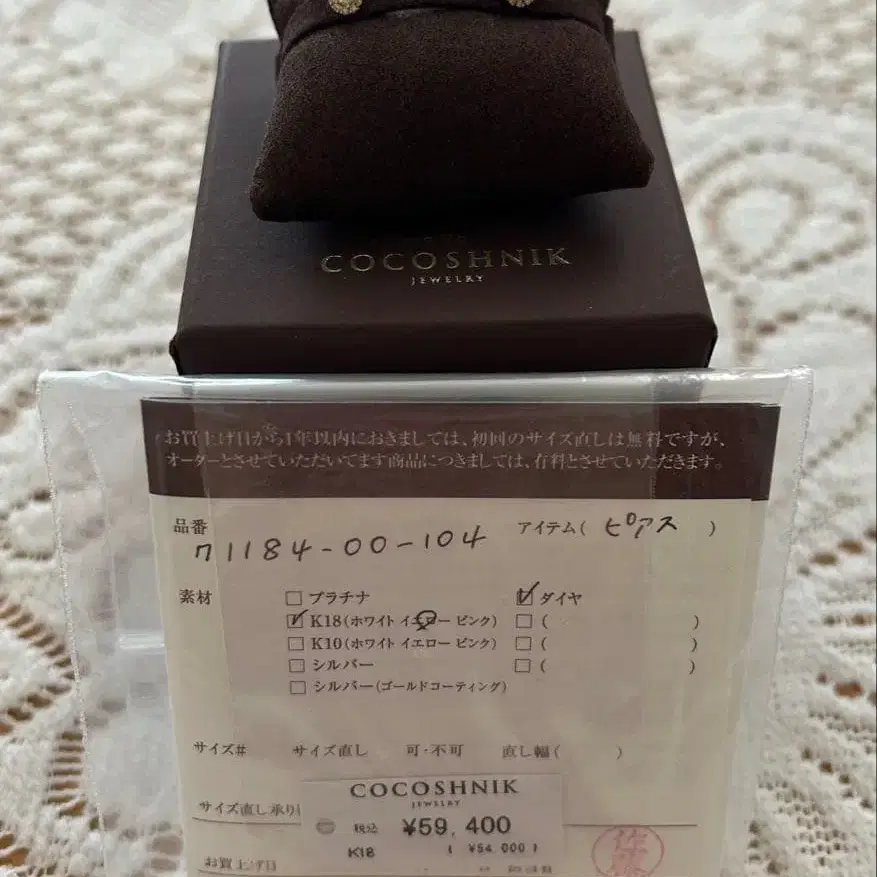 COCOSHNIK
JEWELRY
お買上げ日から1年以内におきましては、初回のサイズ直しは無料ですが、
オーダーとさせていただいてます商品につきましては、有料とさせていただきます。
品番 アイテム( ピアス )
71184-00-104
素材 □ プラチナ ☑ ダイヤ
☑ K18(ホワイト イエロー ピンク) □ ( )
□ K10(ホワイト イエロー ピンク) □ ( )
□ シルバー □ ( )
□ シルバー(ゴールドコーティング)
サイズ# サイズ直し 可・不可 直し幅( )
COCOSHNIK
JEWELRY
サイズ直し承り
税込 ¥59,400
K18 ( ¥54,000 )
お買上げ日